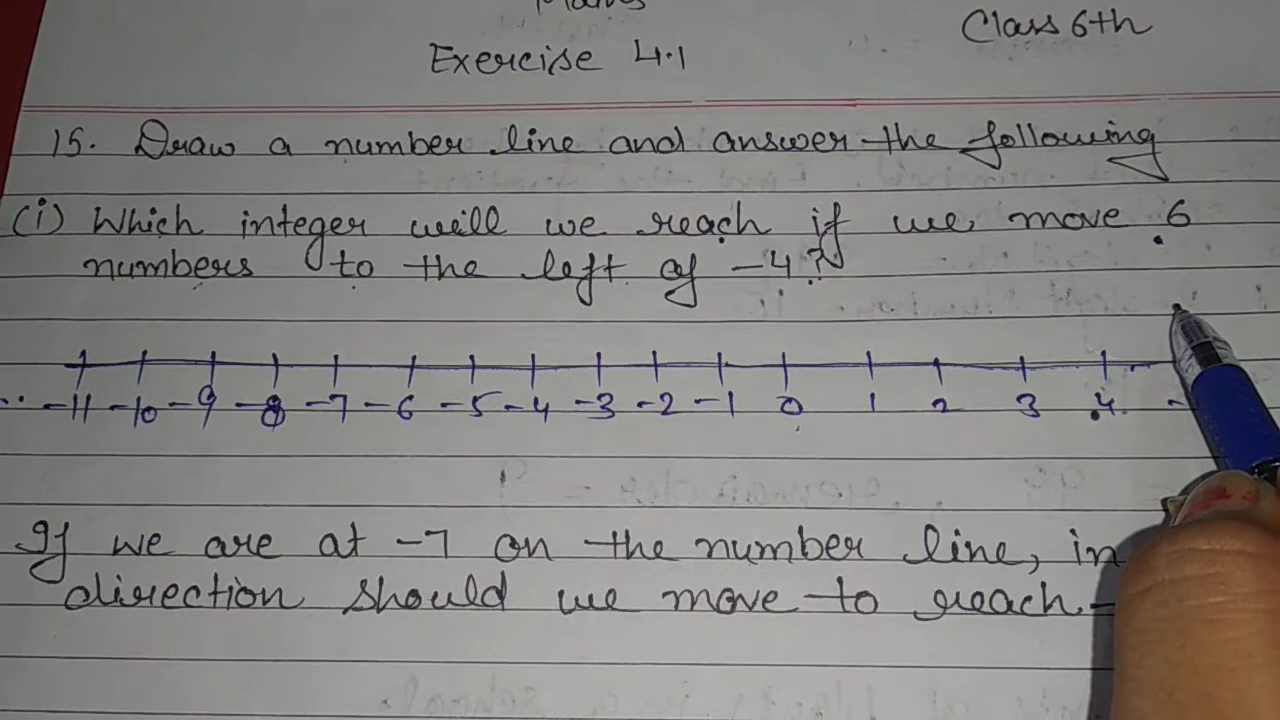 Class 6th
Exercise 4.1
15. Draw a number line and answer the following
(i) Which integer will we reach if we move 6
numbers to the left of -4?
-11 -10 -9 -8 -7 -6 -5 -4 -3 -2 -1 0 1 2 3 4
If we are at -7 on the number line, in
direction should we move to reach -